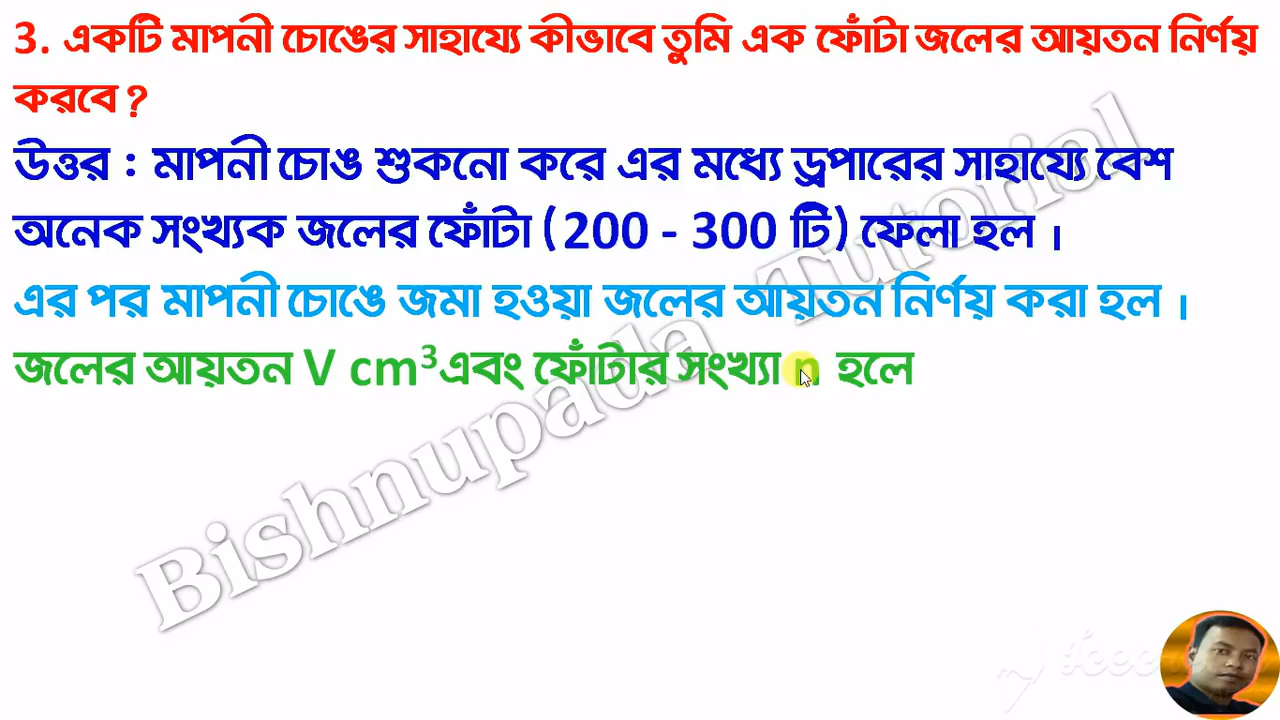 3. একটি মাপনী চোঙের সাহায্যে কীভাবে তুমি এক ফোঁটা জলের আয়তন নির্ণয়
করবে ?
উত্তর : মাপনী চোঙ শুকনো করে এর মধ্যে ড্রপারের সাহায্যে বেশ
অনেক সংখ্যক জলের ফোঁটা (200 - 300 টি) ফেলা হল ।
এর পর মাপনী চোঙে জমা হওয়া জলের আয়তন নির্ণয় করা হল ।
জলের আয়তন V cm³এবং ফোঁটার সংখ্যা n হলে
Bishnupada Tutorial